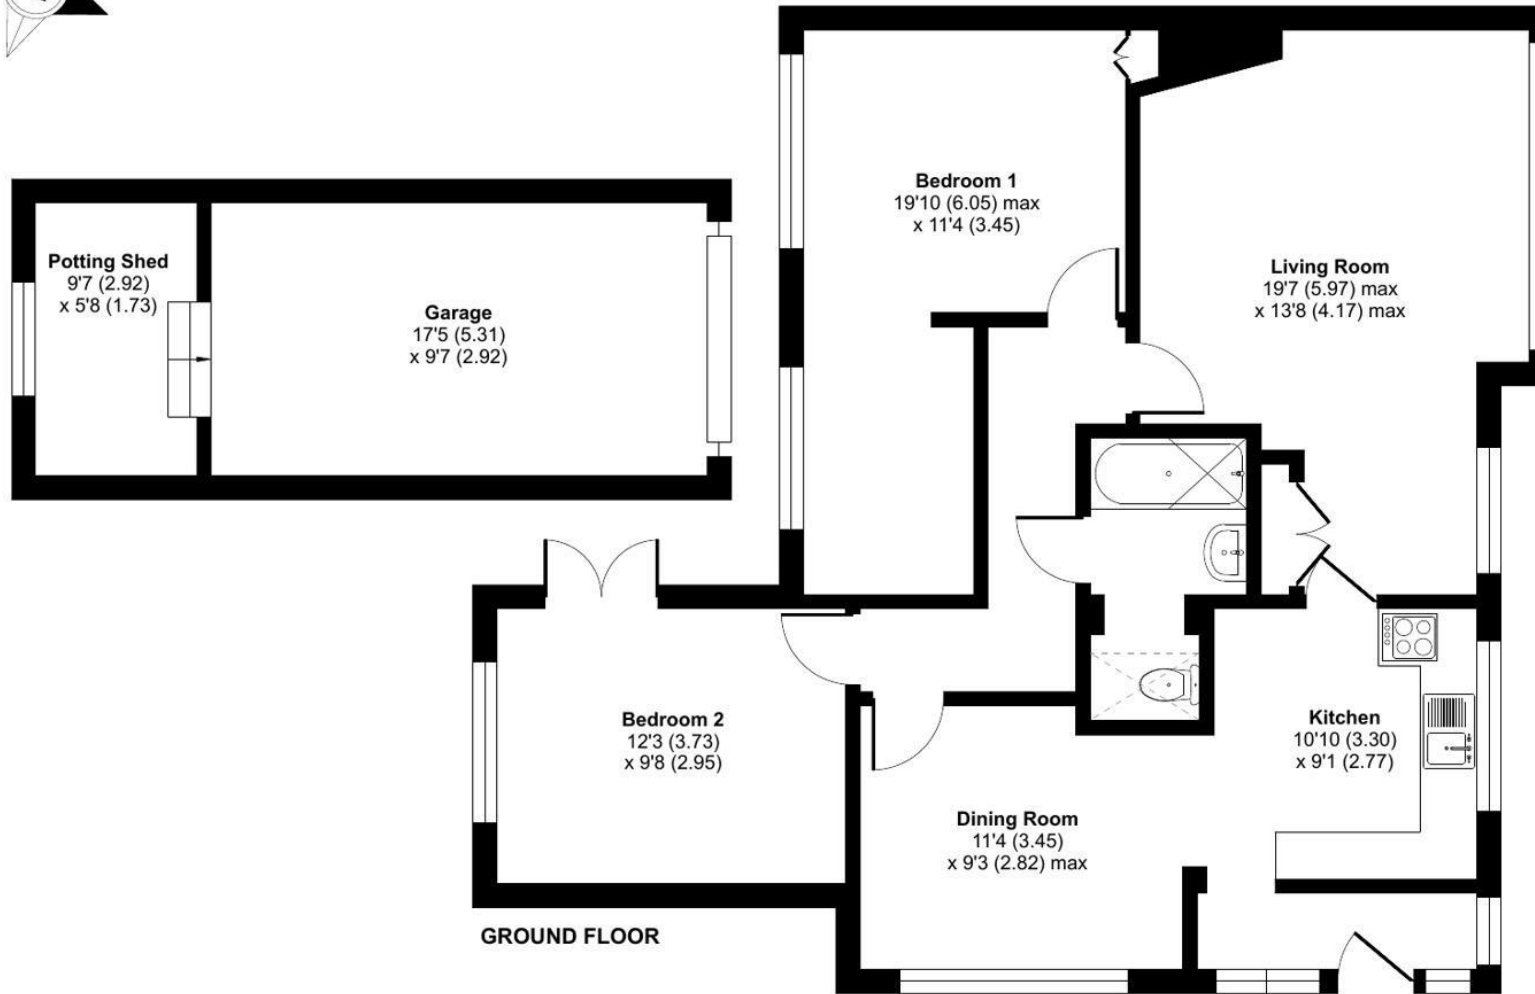 Bedroom 1
19'10 (6.05) max
x 11'4 (3.45)
Potting Shed
9'7 (2.92)
x 5'8 (1.73)
Garage
17'5 (5.31)
x 9'7 (2.92)
Living Room
19'7 (5.97) max
x 13'8 (4.17) max
Bedroom 2
12'3 (3.73)
x 9'8 (2.95)
Kitchen
10'10 (3.30)
x 9'1 (2.77)
Dining Room
11'4 (3.45)
x 9'3 (2.82) max
GROUND FLOOR